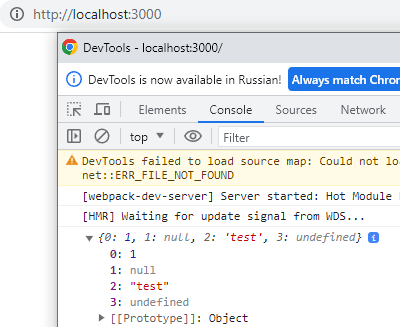 http://localhost:3000
DevTools - localhost:3000/
DevTools is now available in Russian! Always match Chrom
Elements Console Sources Network
top Filter
DevTools failed to load source map: Could not loa
net::ERR_FILE_NOT_FOUND
[webpack-dev-server] Server started: Hot Module
[HMR] Waiting for update signal from WDS...
{0: 1, 1: null, 2: 'test', 3: undefined}
0: 1
1: null
2: "test"
3: undefined
[[Prototype]]: Object